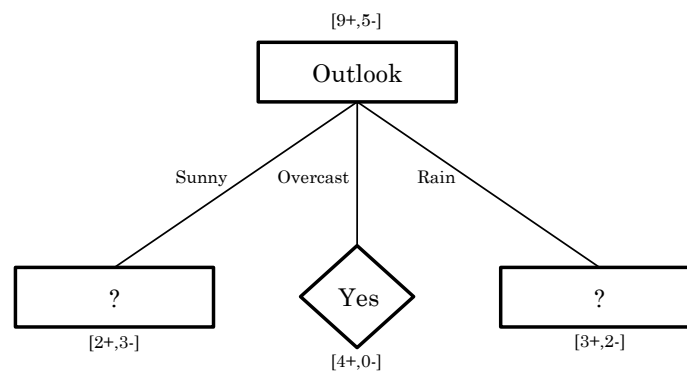 [9+,5-]
Outlook
Sunny
Overcast
Rain
?
Yes
?
[2+,3-]
[4+,0-]
[3+,2-]